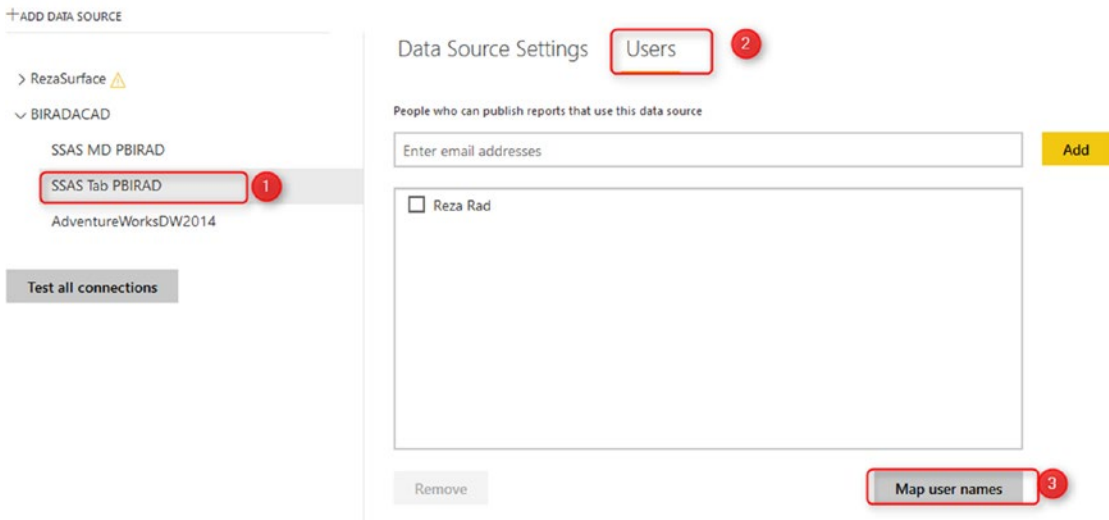 +ADD DATA SOURCE
> RezaSurface
BIRADACAD
SSAS MD PBIRAD
SSAS Tab PBIRAD
1
AdventureWorksDW2014
Test all connections
Data Source Settings
Users
2
People who can publish reports that use this data source
Enter email addresses
Add
Reza Rad
Remove
Map user names
3